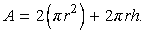 A = 2(πr²) + 2πrh.